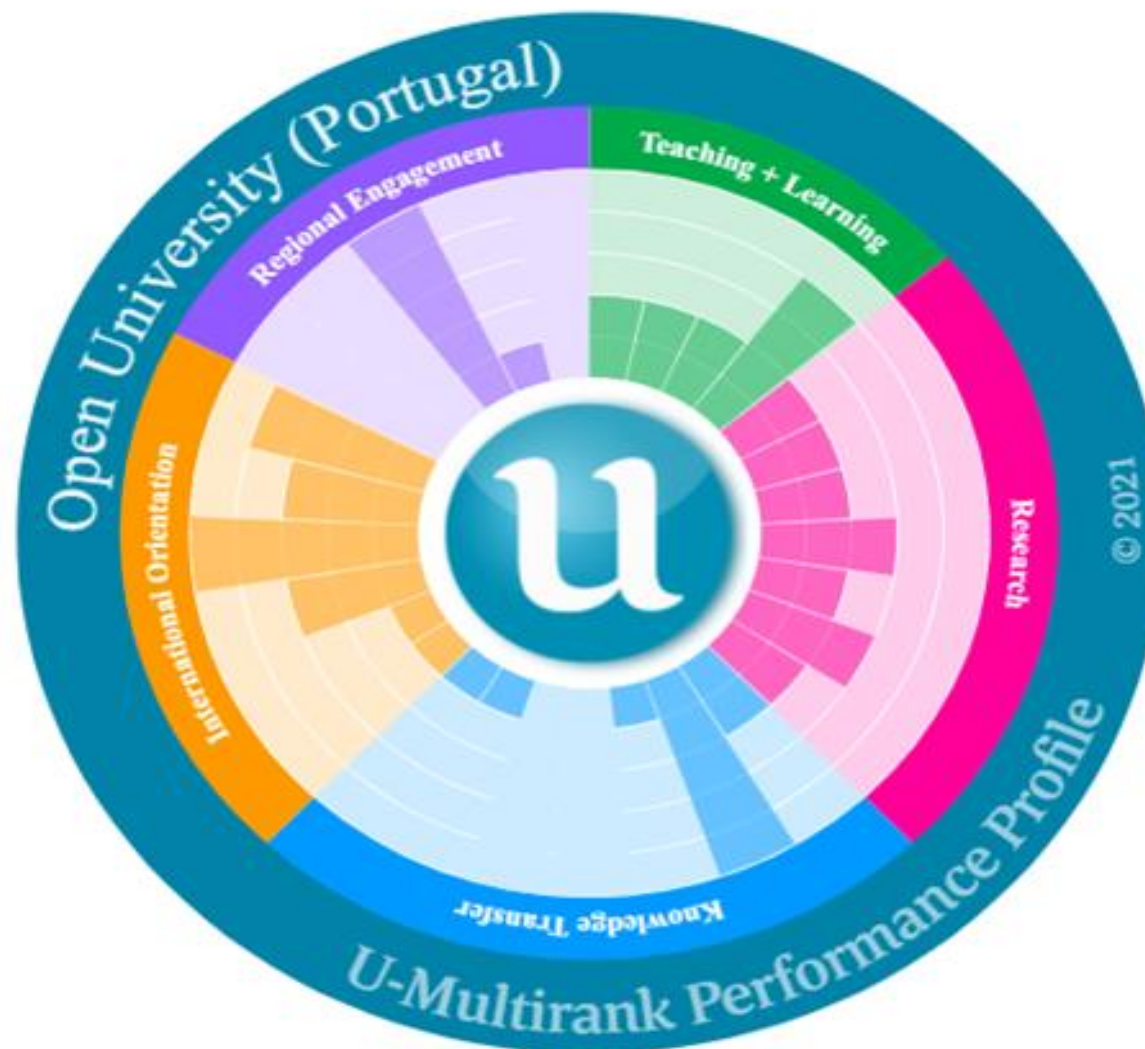 Open University (Portugal)
Regional Engagement
Teaching + Learning
Research
Knowledge Transfer
International Orientation
u
© 2021
U-Multirank Performance Profile